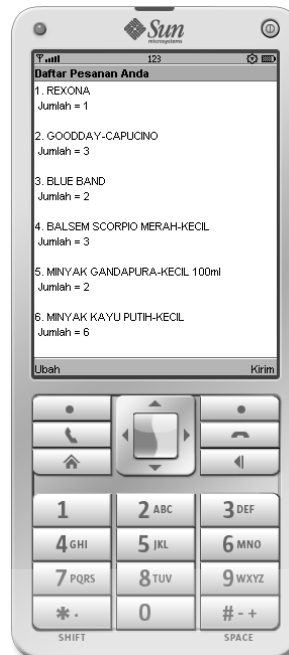 Sun
microsystems
123
Daftar Pesanan Anda
1. REXONA
Jumlah = 1
2. GOODDAY-CAPUCINO
Jumlah = 3
3. BLUE BAND
Jumlah = 2
4. BALSEM SCORPIO MERAH-KECIL
Jumlah = 3
5. MINYAK GANDAPURA-KECIL 100ml
Jumlah = 2
6. MINYAK KAYU PUTIH-KECIL
Jumlah = 6
Ubah Kirim
1 2 ABC 3 DEF
4 GHI 5 JKL 6 MNO
7 PQRS 8 TUV 9 WXYZ
* . 0 # - +
SHIFT SPACE